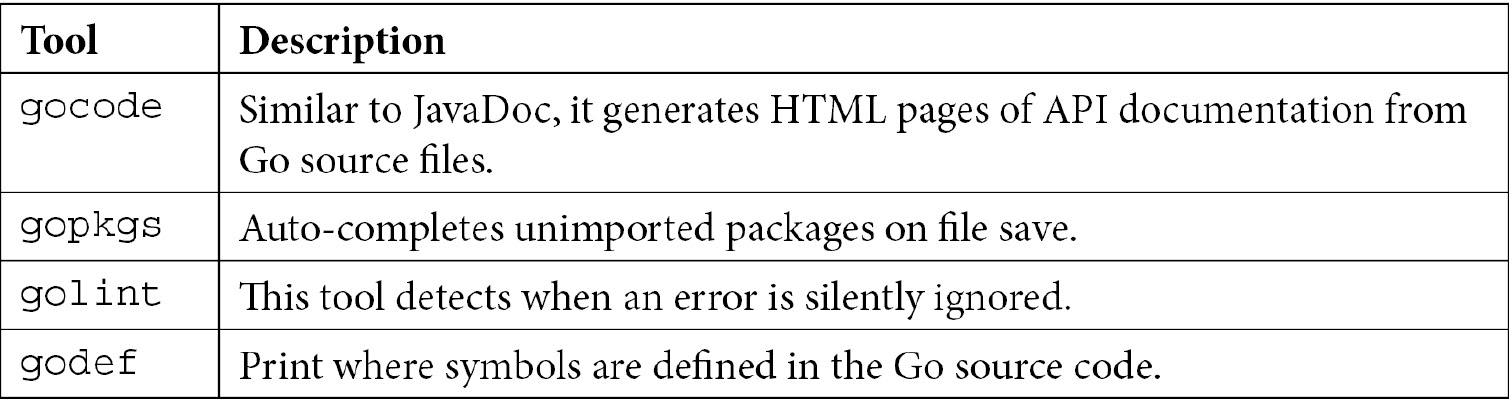 Tool Description
gocode Similar to JavaDoc, it generates HTML pages of API documentation from
Go source files.
gopkgs Auto-completes unimported packages on file save.
golint This tool detects when an error is silently ignored.
godef Print where symbols are defined in the Go source code.